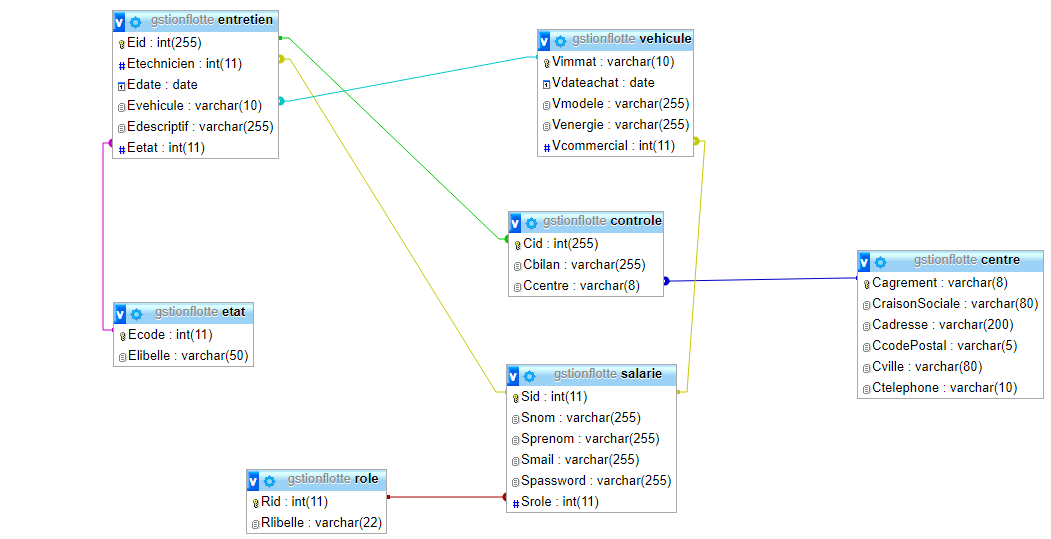 gstionflotte entretien
Eid : int(255)
Etechnicien : int(11)
Edate : date
Evehicule : varchar(10)
Edescriptif : varchar(255)
Eetat : int(11)
gstionflotte vehicule
Vimmat : varchar(10)
Vdateachat : date
Vmodele : varchar(255)
Venergie : varchar(255)
Vcommercial : int(11)
gstionflotte controle
Cid : int(255)
Cbilan : varchar(255)
Ccentre : varchar(8)
gstionflotte centre
Cagrement : varchar(8)
CraisonSociale : varchar(80)
Cadresse : varchar(200)
CcodePostal : varchar(5)
Cville : varchar(80)
Ctelephone : varchar(10)
gstionflotte etat
Ecode : int(11)
Elibelle : varchar(50)
gstionflotte salarie
Sid : int(11)
Snom : varchar(255)
Sprenom : varchar(255)
Smail : varchar(255)
Spassword : varchar(255)
Srole : int(11)
gstionflotte role
Rid : int(11)
Rlibelle : varchar(22)